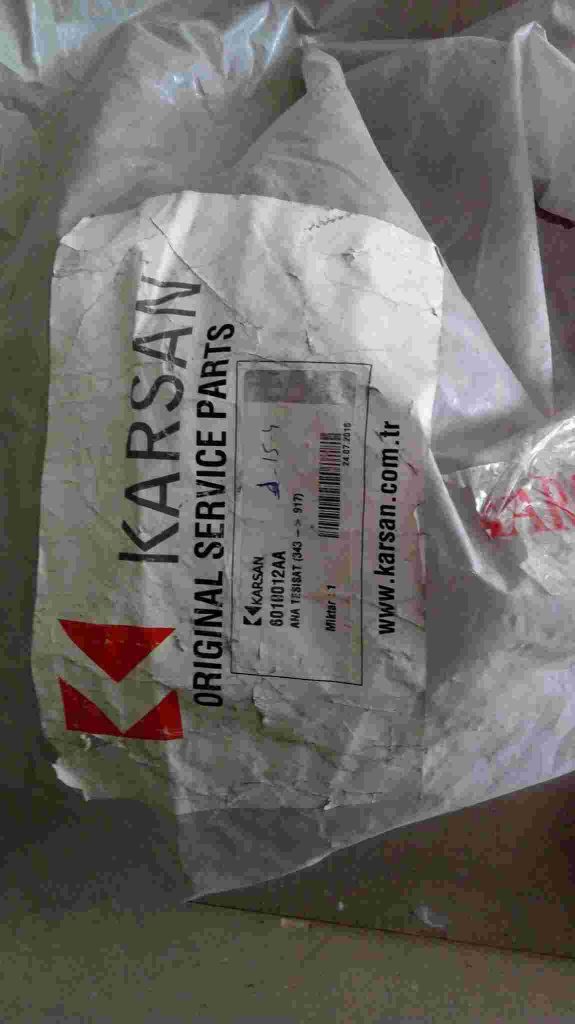 KARSAN
ORIGINAL SERVICE PARTS
KARSAN
6010012AA
ANA TESISAT (343 -> 917)
Miktar : 1
24.07.2016
www.karsan.com.tr